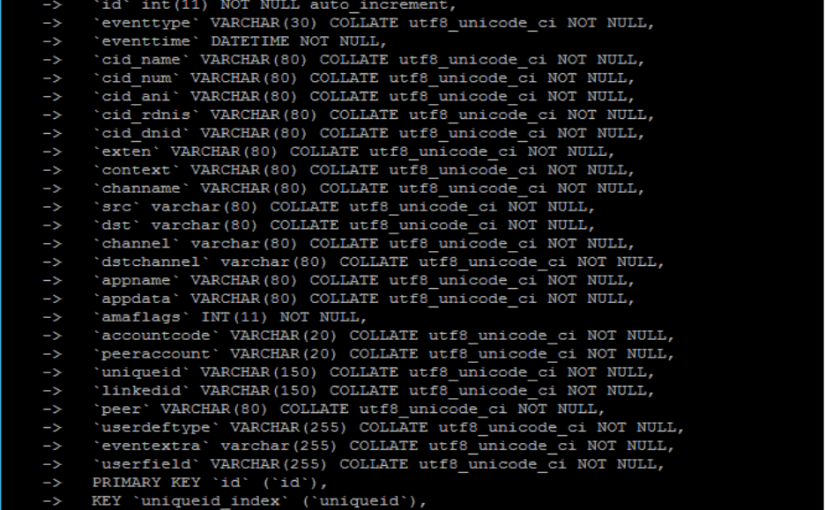 -> `id` int(11) NOT NULL auto_increment,
-> `eventtype` VARCHAR(30) COLLATE utf8_unicode_ci NOT NULL,
-> `eventtime` DATETIME NOT NULL,
-> `cid_name` VARCHAR(80) COLLATE utf8_unicode_ci NOT NULL,
-> `cid_num` VARCHAR(80) COLLATE utf8_unicode_ci NOT NULL,
-> `cid_ani` VARCHAR(80) COLLATE utf8_unicode_ci NOT NULL,
-> `cid_rdnis` VARCHAR(80) COLLATE utf8_unicode_ci NOT NULL,
-> `cid_dnid` VARCHAR(80) COLLATE utf8_unicode_ci NOT NULL,
-> `exten` VARCHAR(80) COLLATE utf8_unicode_ci NOT NULL,
-> `context` VARCHAR(80) COLLATE utf8_unicode_ci NOT NULL,
-> `channame` VARCHAR(80) COLLATE utf8_unicode_ci NOT NULL,
-> `src` varchar(80) COLLATE utf8_unicode_ci NOT NULL,
-> `dst` varchar(80) COLLATE utf8_unicode_ci NOT NULL,
-> `channel` varchar(80) COLLATE utf8_unicode_ci NOT NULL,
-> `dstchannel` varchar(80) COLLATE utf8_unicode_ci NOT NULL,
-> `appname` VARCHAR(80) COLLATE utf8_unicode_ci NOT NULL,
-> `appdata` VARCHAR(80) COLLATE utf8_unicode_ci NOT NULL,
-> `amaflags` INT(11) NOT NULL,
-> `accountcode` VARCHAR(20) COLLATE utf8_unicode_ci NOT NULL,
-> `peeraccount` VARCHAR(20) COLLATE utf8_unicode_ci NOT NULL,
-> `uniqueid` VARCHAR(150) COLLATE utf8_unicode_ci NOT NULL,
-> `linkedid` VARCHAR(150) COLLATE utf8_unicode_ci NOT NULL,
-> `peer` VARCHAR(80) COLLATE utf8_unicode_ci NOT NULL,
-> `userdeftype` VARCHAR(255) COLLATE utf8_unicode_ci NOT NULL,
-> `eventextra` varchar(255) COLLATE utf8_unicode_ci NOT NULL,
-> `userfield` VARCHAR(255) COLLATE utf8_unicode_ci NOT NULL,
-> PRIMARY KEY `id` (`id`),
-> KEY `uniqueid_index` (`uniqueid`),